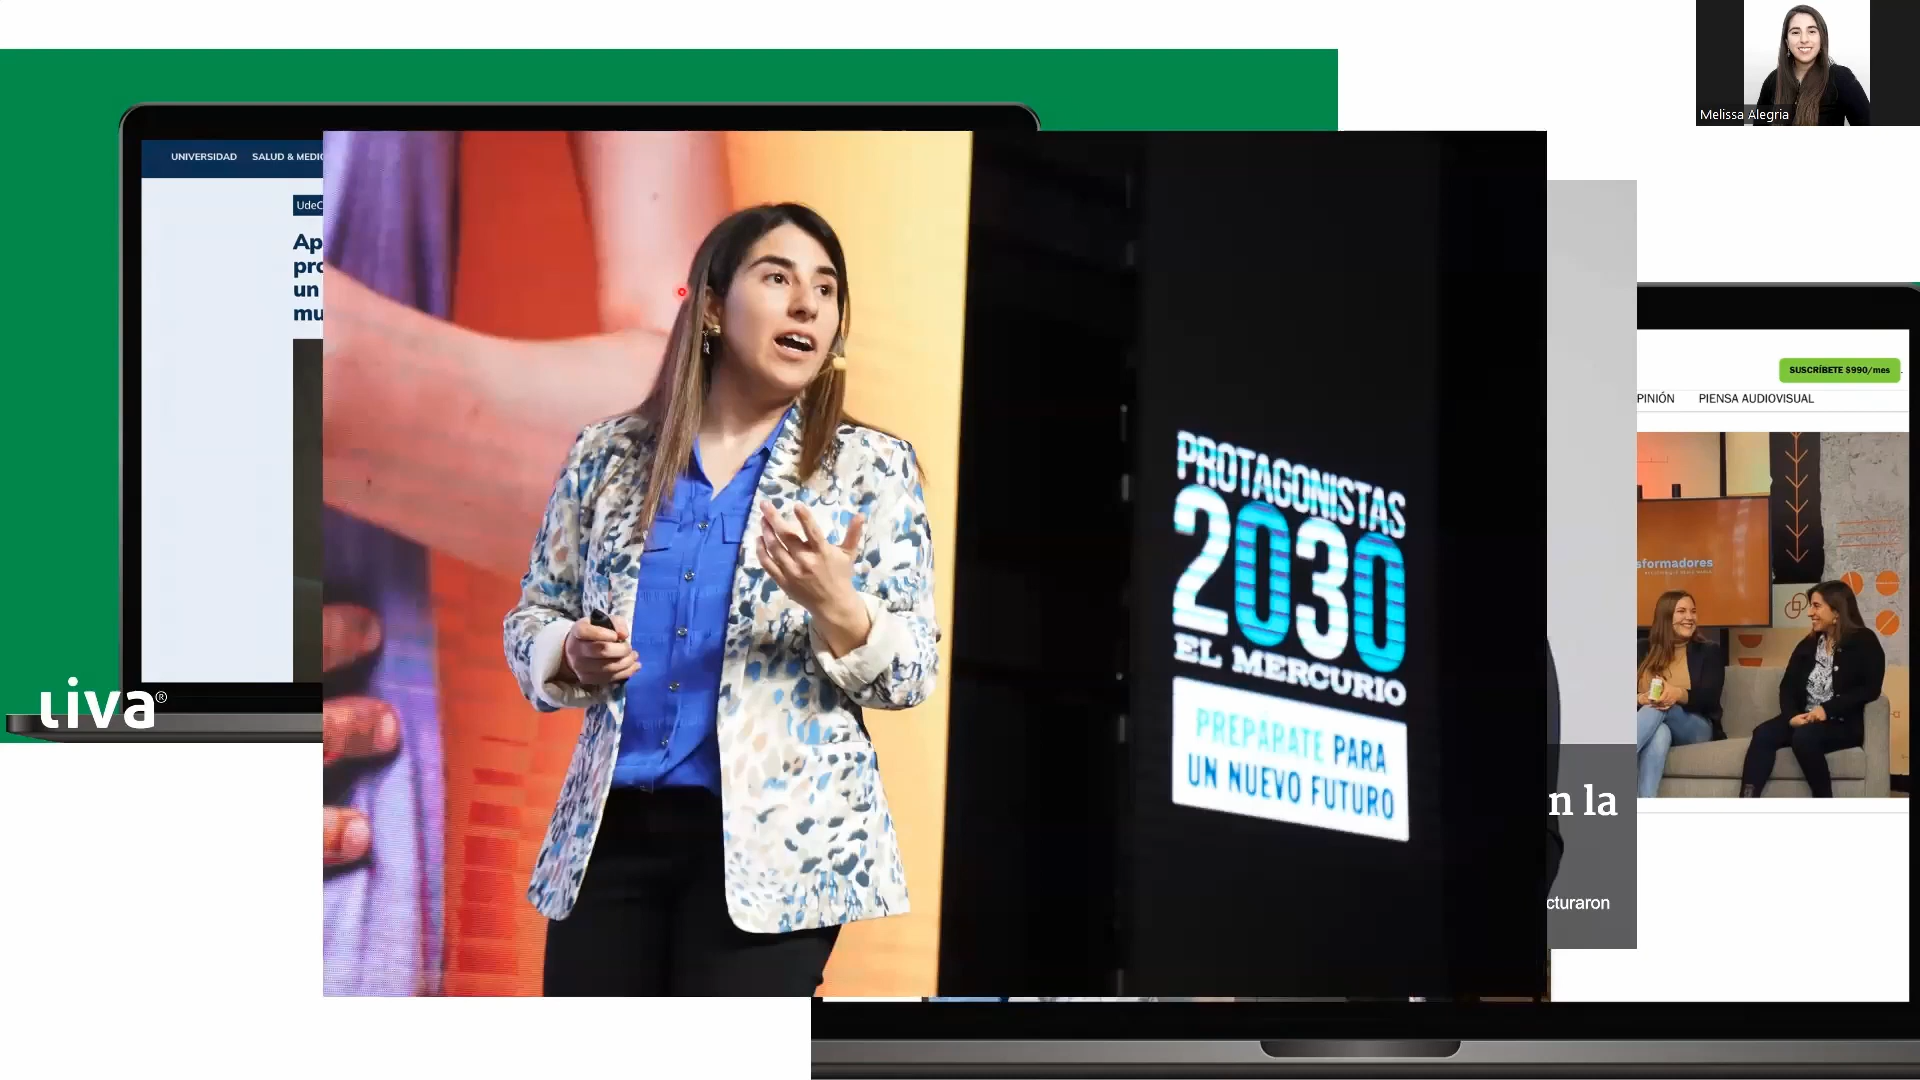 Melissa Alegria
UNIVERSIDAD SALUD & MEDIC
UdeC
Ap
pro
un
mu
liva®
PROTAGONISTAS
2030
EL MERCURIO
PREPÁRATE PARA
UN NUEVO FUTURO
n la
cturaron
SUSCRÍBETE $990/mes
PINIÓN PIENSA AUDIOVISUAL
sformadores